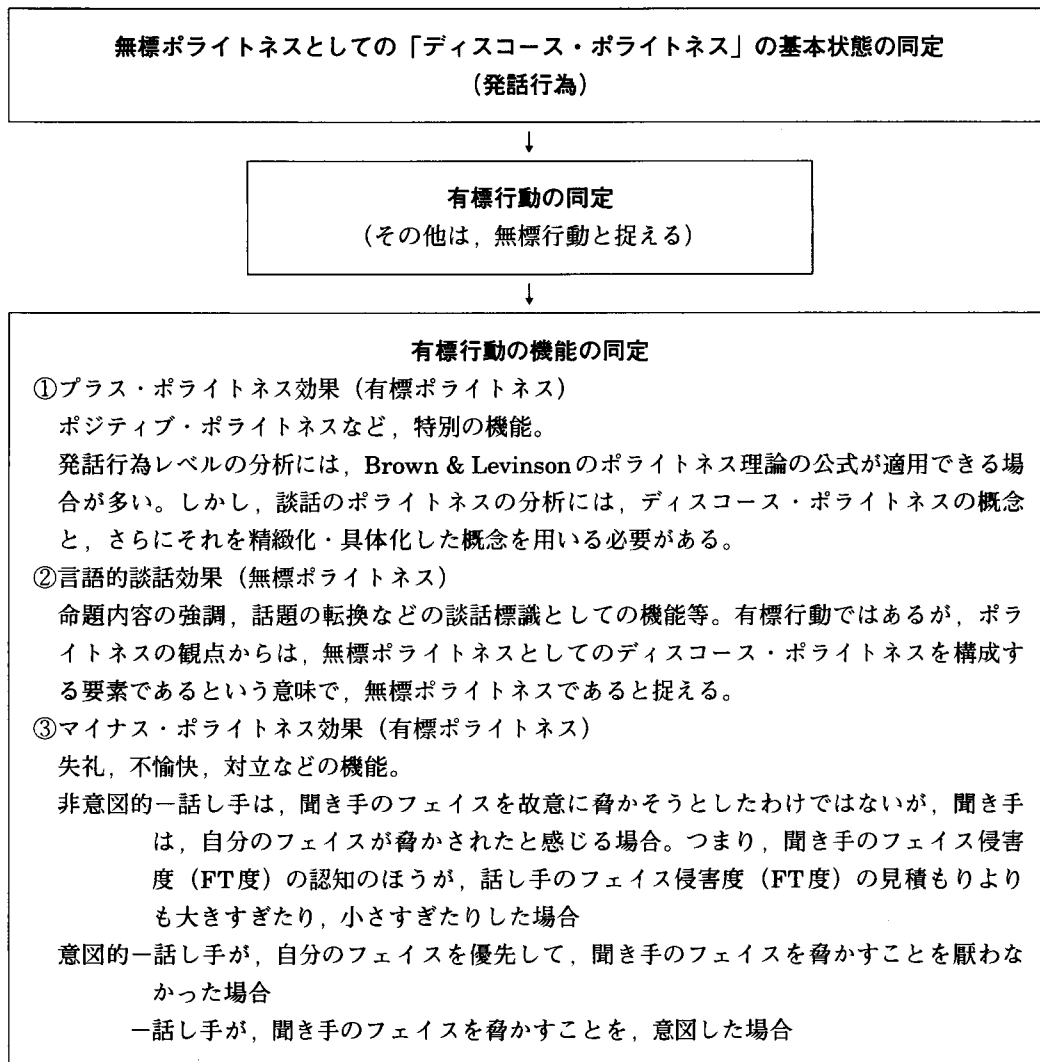 無標ポライトネスとしての「ディスコース・ポライトネス」の基本状態の同定
（発話行為）
↓
有標行動の同定
（その他は，無標行動と捉える）
↓
有標行動の機能の同定
①プラス・ポライトネス効果（有標ポライトネス）
ポジティブ・ポライトネスなど，特別の機能。
発話行為レベルの分析には，Brown & Levinsonのポライトネス理論の公式が適用できる場
合が多い。しかし，談話のポライトネスの分析には，ディスコース・ポライトネスの概念
と，さらにそれを精緻化・具体化した概念を用いる必要がある。
②言語的談話効果（無標ポライトネス）
命題内容の強調，話題の転換などの談話標識としての機能等。有標行動ではあるが，ポラ
イトネスの観点からは，無標ポライトネスとしてのディスコース・ポライトネスを構成す
る要素であるという意味で，無標ポライトネスであると捉える。
③マイナス・ポライトネス効果（有標ポライトネス）
失礼，不愉快，対立などの機能。
非意図的－話し手は，聞き手のフェイスを故意に脅かそうとしたわけではないが，聞き手
は，自分のフェイスが脅かされたと感じる場合。つまり，聞き手のフェイス侵害
度（FT度）の認知のほうが，話し手のフェイス侵害度（FT度）の見積もりより
も大きすぎたり，小さすぎたりした場合
意図的－話し手が，自分のフェイスを優先して，聞き手のフェイスを脅かすことを厭わな
かった場合
－話し手が，聞き手のフェイスを脅かすことを，意図した場合